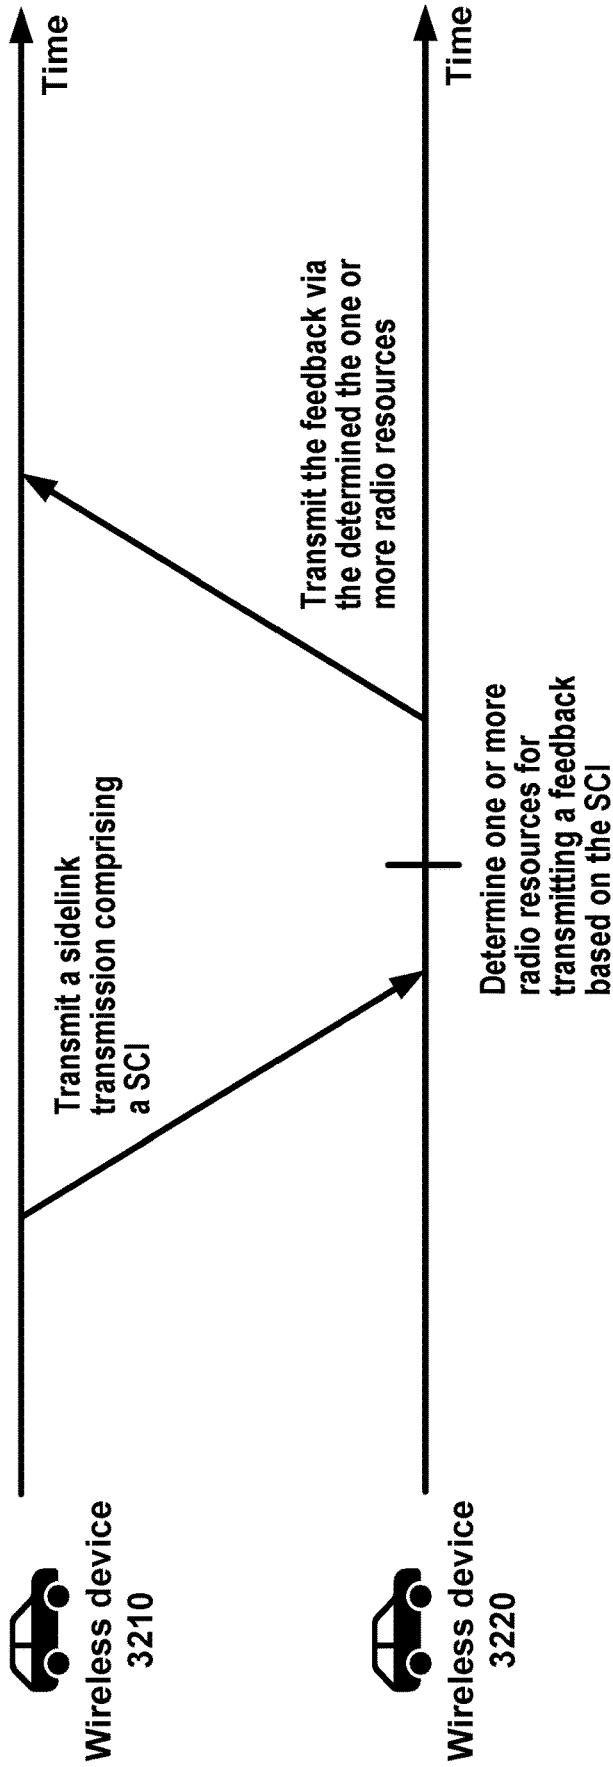 Wireless device
3210
Transmit a sidelink
transmission comprising
a SCI
Time
Transmit the feedback via
the determined the one or
more radio resources
Wireless device
3220
Determine one or more
radio resources for
transmitting a feedback
based on the SCI
Time